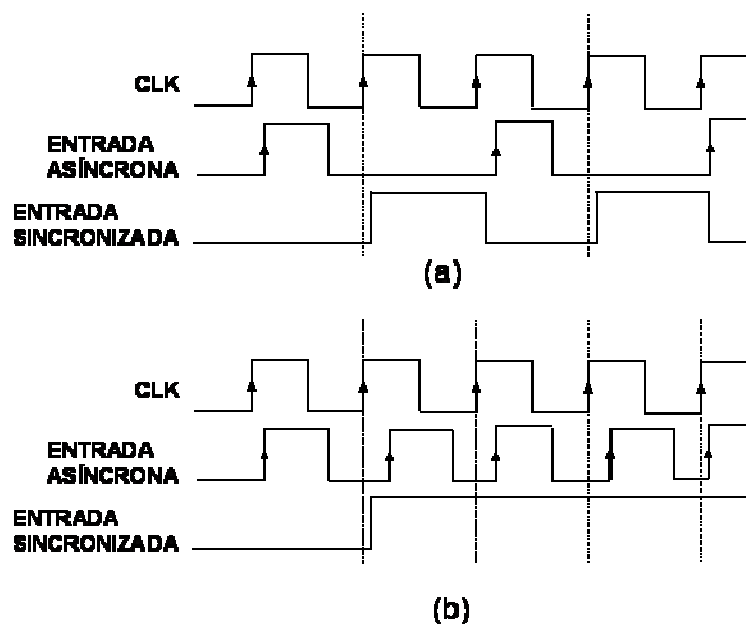 CLK
ENTRADA
ASÍNCRONA
ENTRADA
SINCRONIZADA
(a)
CLK
ENTRADA
ASÍNCRONA
ENTRADA
SINCRONIZADA
(b)